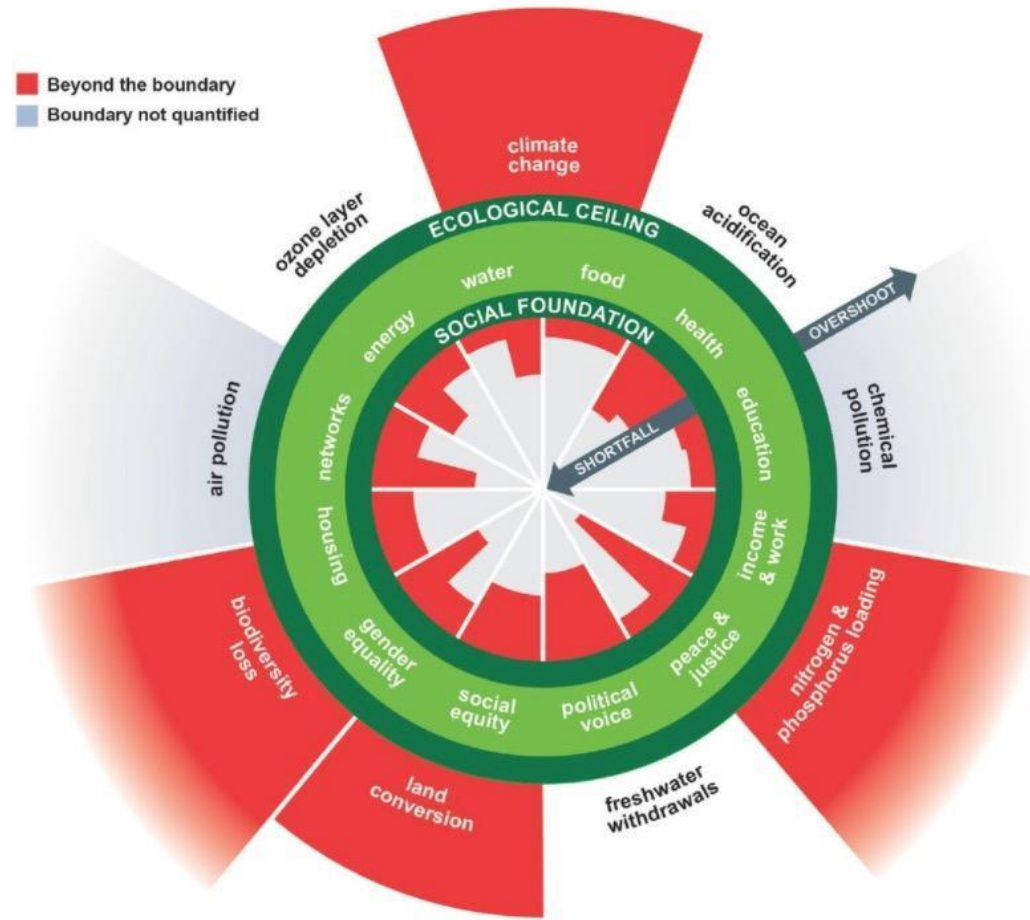 Beyond the boundary
Boundary not quantified
climate
change
ozone layer
depletion
ocean
acidification
ECOLOGICAL CEILING
OVERSHOOT
water
food
energy
health
SOCIAL FOUNDATION
SHORTFALL
networks
education
air pollution
chemical
pollution
housing
income
& work
biodiversity
loss
gender
equality
peace &
justice
nitrogen &
phosphorus loading
social
equity
political
voice
land
conversion
freshwater
withdrawals